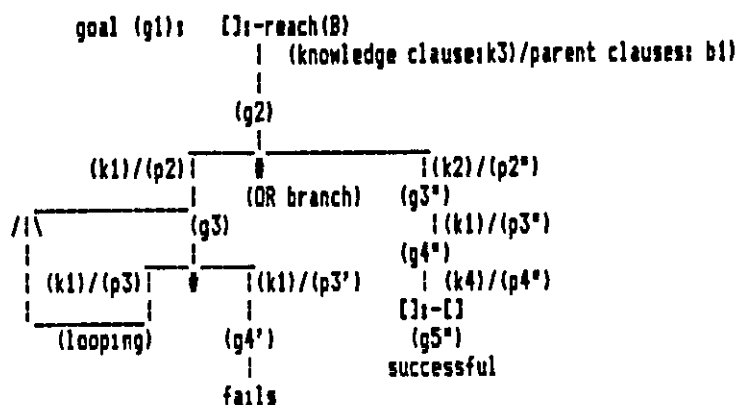 goal (g1): []:-reach(B)
(knowledge clause:k3)/parent clauses: b1)
(g2)
(k1)/(p2) # (k2)/(p2")
(OR branch) (g3")
/|\ (g3) (k1)/(p3")
(g4")
(k1)/(p3) # (k1)/(p3') (k4)/(p4")
[]:-[]
(looping) (g4') (g5")
successful
fails